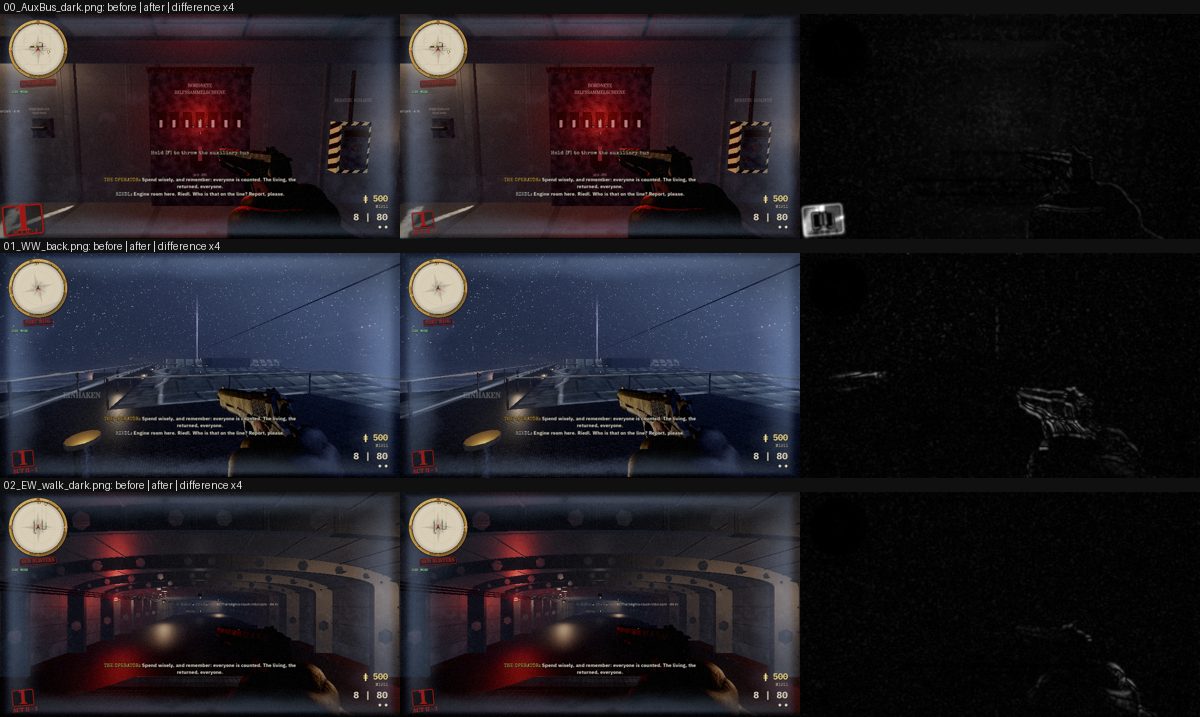 00_AuxBus_dark.png: before | after | difference x4
BORDNETZ
HILFSSAMMELSCHIENE
Hold [F] to throw the auxiliary bus
THE OPERATOR: Spend wisely, and remember: everyone is counted. The living, the
returned, everyone.
RIEDL: Engine room here. Riedl. Who is that on the line? Report, please.
500
8 | 80
I
BORDNETZ
HILFSSAMMELSCHIENE
Hold [F] to throw the auxiliary bus
THE OPERATOR: Spend wisely, and remember: everyone is counted. The living, the
returned, everyone.
RIEDL: Engine room here. Riedl. Who is that on the line? Report, please.
500
8 | 80
I
01_WW_back.png: before | after | difference x4
EINHAKEN
THE OPERATOR: Spend wisely, and remember: everyone is counted. The living, the
returned, everyone.
RIEDL: Engine room here. Riedl. Who is that on the line? Report, please.
500
8 | 80
I
EINHAKEN
THE OPERATOR: Spend wisely, and remember: everyone is counted. The living, the
returned, everyone.
RIEDL: Engine room here. Riedl. Who is that on the line? Report, please.
500
8 | 80
I
02_EW_walk_dark.png: before | after | difference x4
THE OPERATOR: Spend wisely, and remember: everyone is counted. The living, the
returned, everyone.
500
8 | 80
I
THE OPERATOR: Spend wisely, and remember: everyone is counted. The living, the
returned, everyone.
500
8 | 80
I